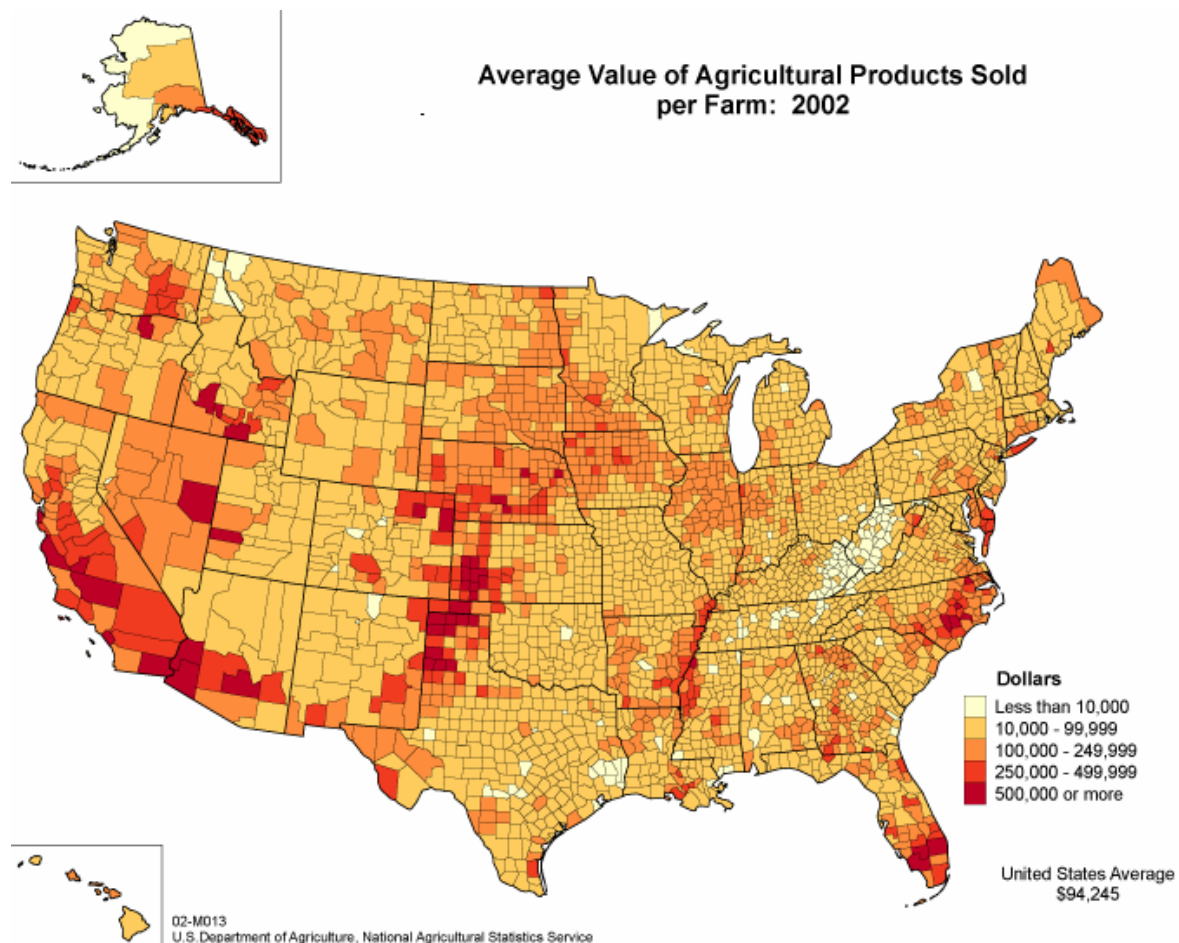 Average Value of Agricultural Products Sold
per Farm: 2002
Dollars
Less than 10,000
10,000 - 99,999
100,000 - 249,999
250,000 - 499,999
500,000 or more
United States Average
$94,245
02-M013
U.S.Department of Agriculture, National Agricultural Statistics Service